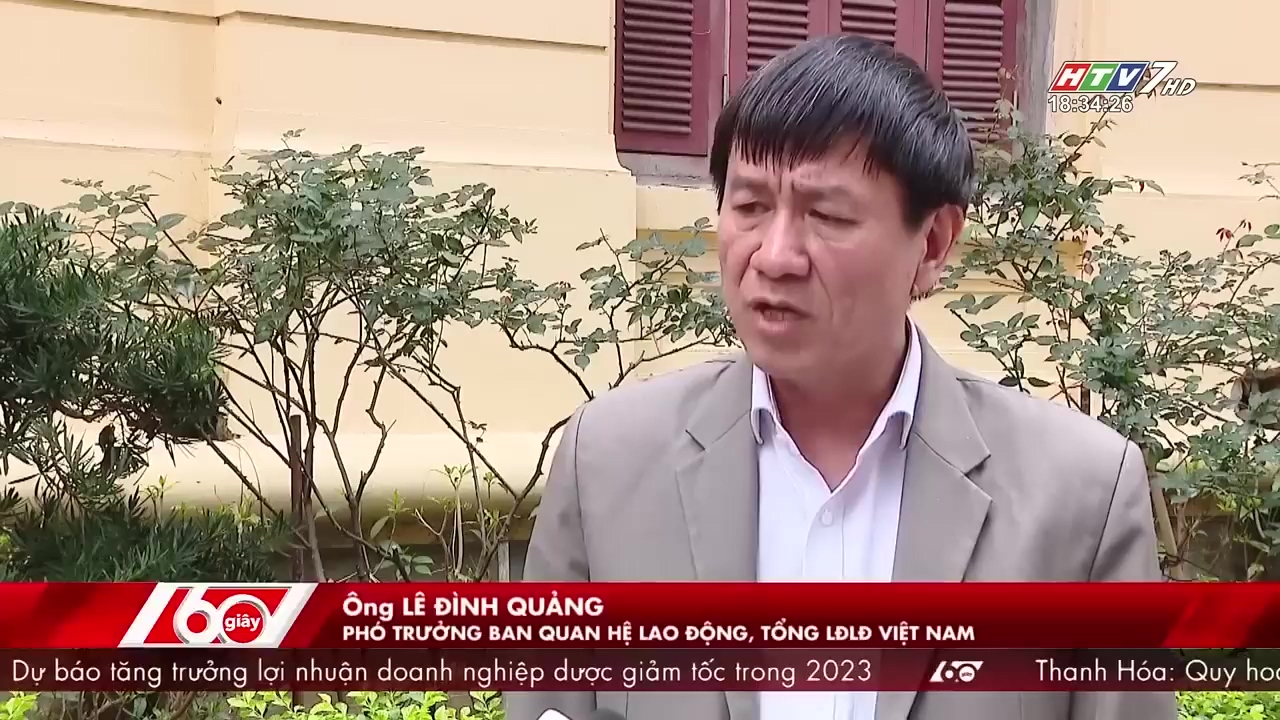 HTV7 HD
18:34:26
60 giây
Ông LÊ ĐÌNH QUẢNG
PHÓ TRƯỞNG BAN QUAN HỆ LAO ĐỘNG, TỔNG LĐLĐ VIỆT NAM
Dự báo tăng trưởng lợi nhuận doanh nghiệp dược giảm tốc trong 2023 60 giây Thanh Hóa: Quy